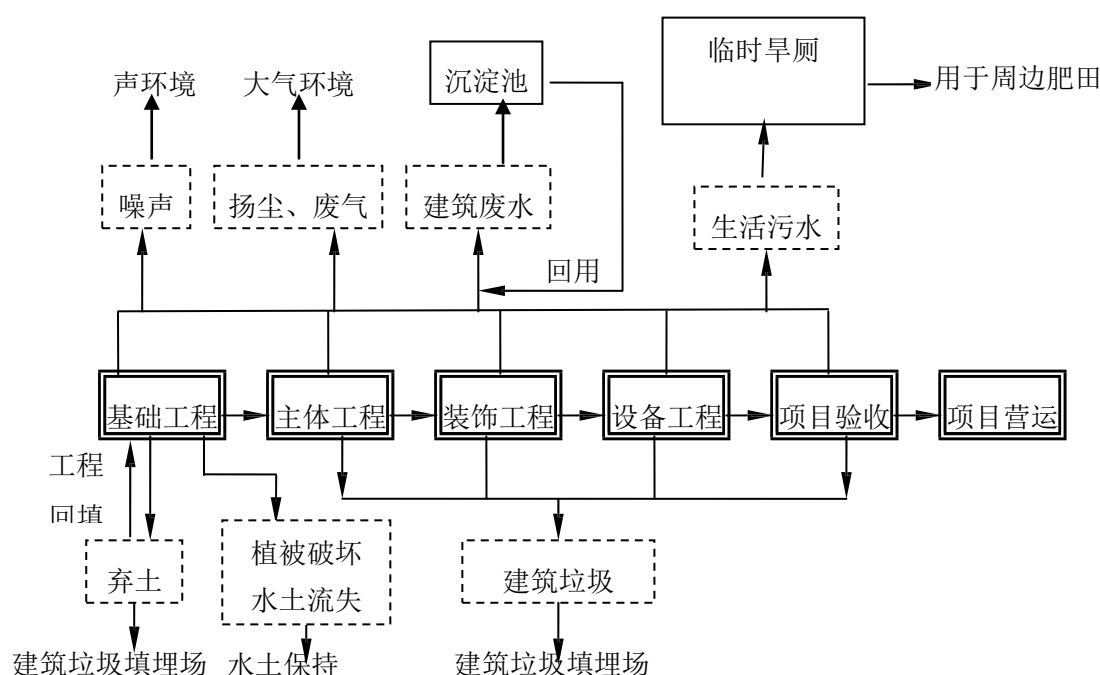 临时旱厕
声环境
大气环境
沉淀池
用于周边肥田
噪声
扬尘、废气
建筑废水
生活污水
回用
基础工程
主体工程
装饰工程
设备工程
项目验收
项目营运
工程
回填
植被破坏
水土流失
弃土
建筑垃圾
建筑垃圾填埋场
水土保持
建筑垃圾填埋场